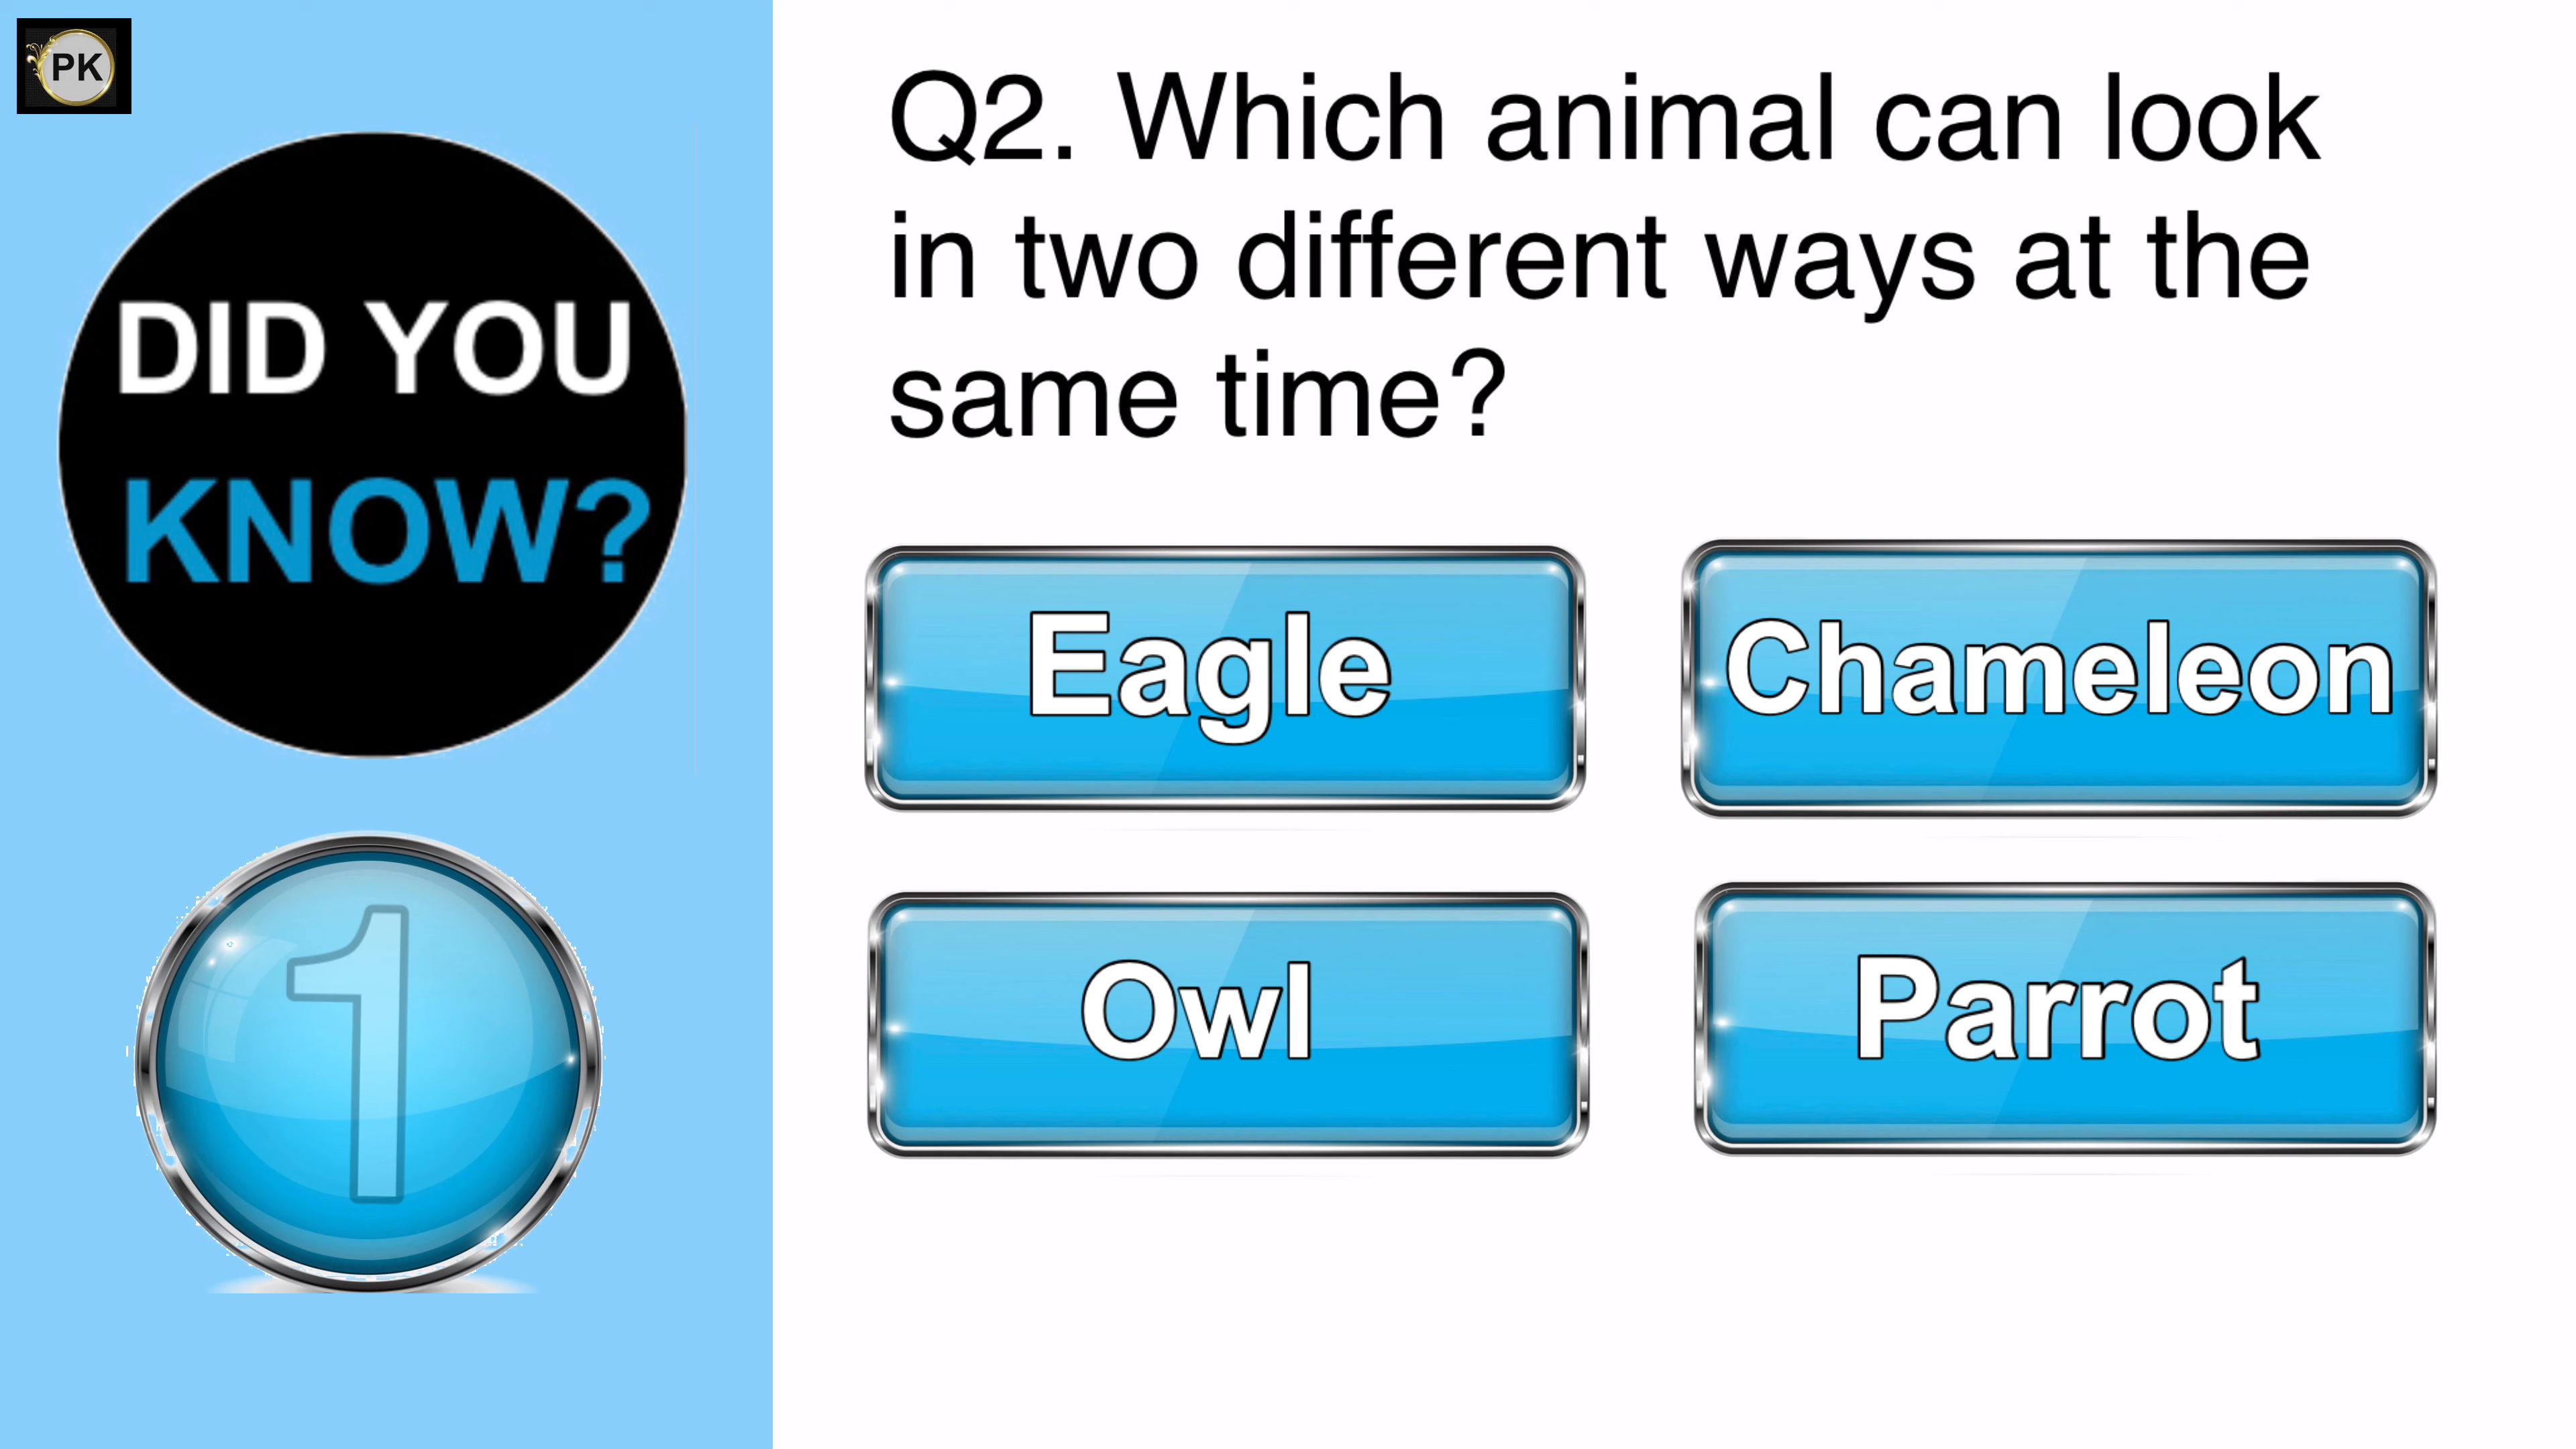 PK
DID YOU
KNOW?
1
Q2. Which animal can look
in two different ways at the
same time?
Eagle
Chameleon
Owl
Parrot